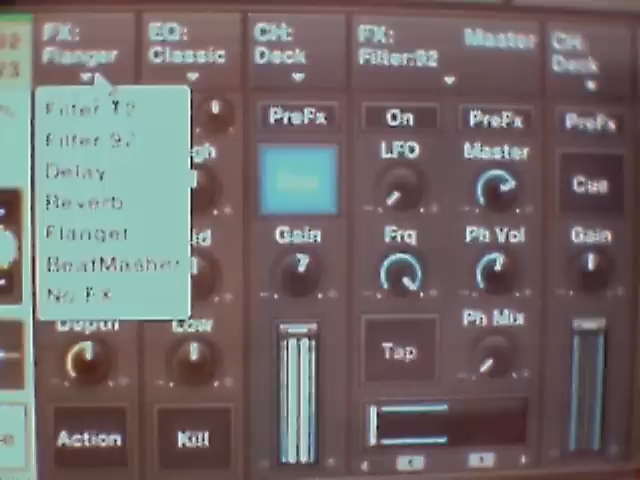 FX:
Flanger
EQ:
Classic
CH:
Deck
FX:
Filter:92
Master
CH:
Deck
Filter
Filter 92
Delay
Reverb
Flanger
BeatMasher
No FX
PreFx
On
PreFx
PreFx
LFO
Master
Cue
Gain
Frq
Ph Vol
Gain
Depth
Low
Tap
Ph Mix
Action
Kill